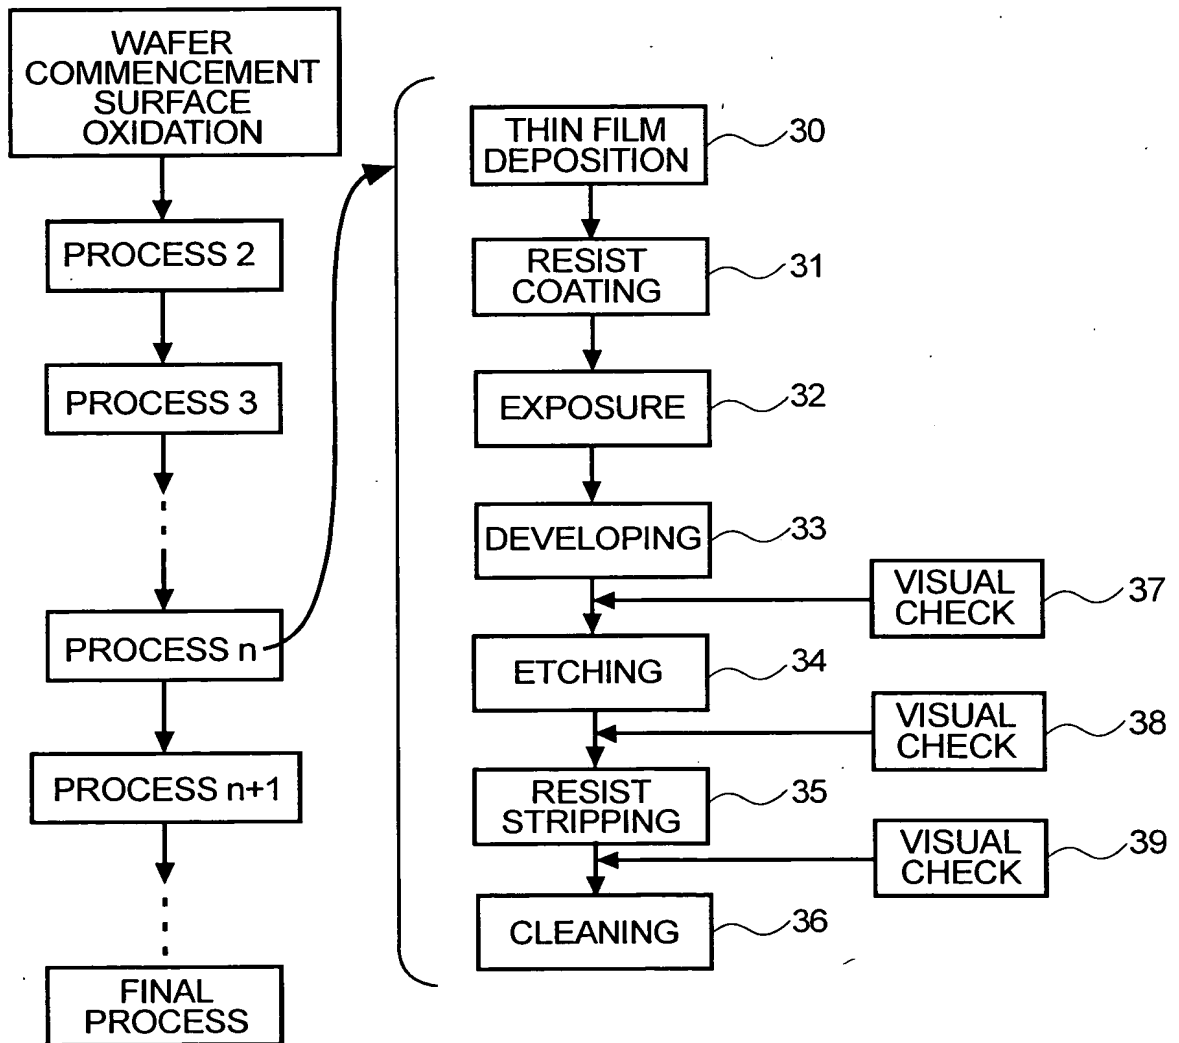 WAFER
COMMENCEMENT
SURFACE
OXIDATION
PROCESS 2
PROCESS 3
PROCESS n
PROCESS n+1
FINAL
PROCESS
THIN FILM
DEPOSITION
30
RESIST
COATING
31
EXPOSURE
32
DEVELOPING
33
VISUAL
CHECK
37
ETCHING
34
VISUAL
CHECK
38
RESIST
STRIPPING
35
VISUAL
CHECK
39
CLEANING
36